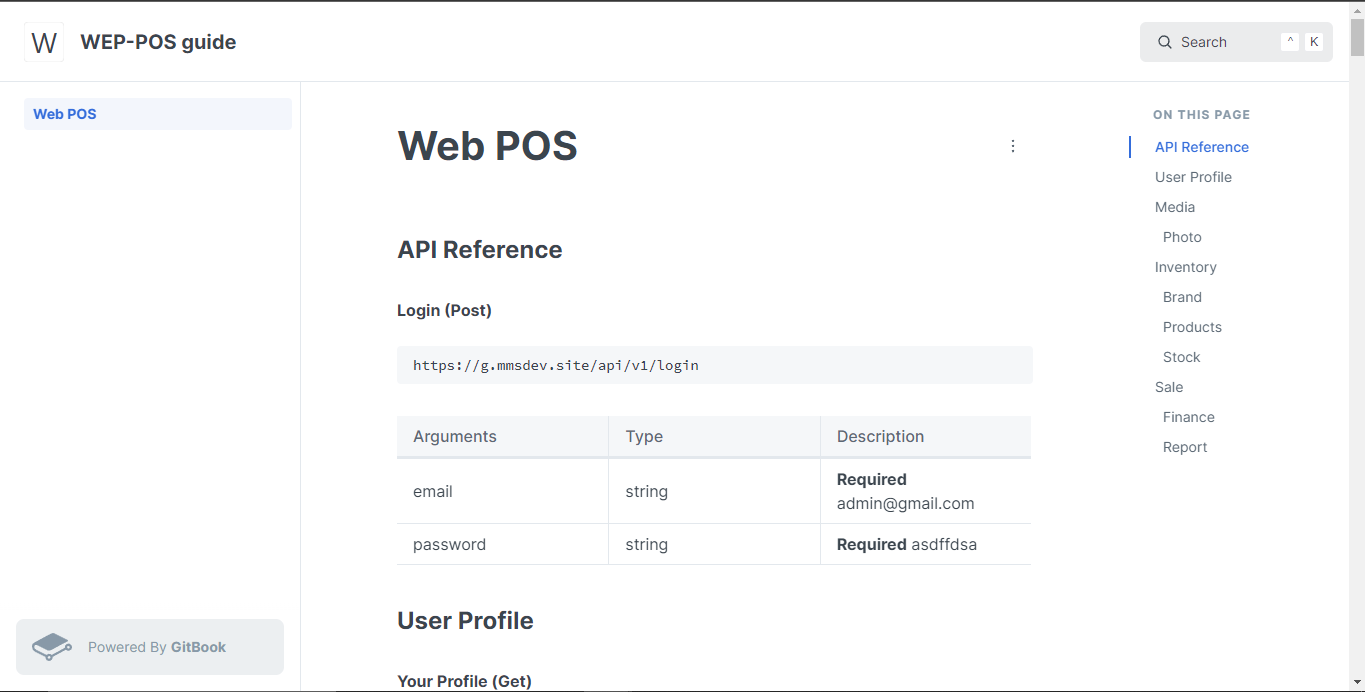 W WEP-POS guide
Search ^ K
Web POS
Web POS
API Reference
Login (Post)
https://g.mmsdev.site/api/v1/login
Arguments Type Description
email string Required
admin@gmail.com
password string Required asdffdsa
User Profile
Your Profile (Get)
ON THIS PAGE
API Reference
User Profile
Media
Photo
Inventory
Brand
Products
Stock
Sale
Finance
Report
Powered By GitBook